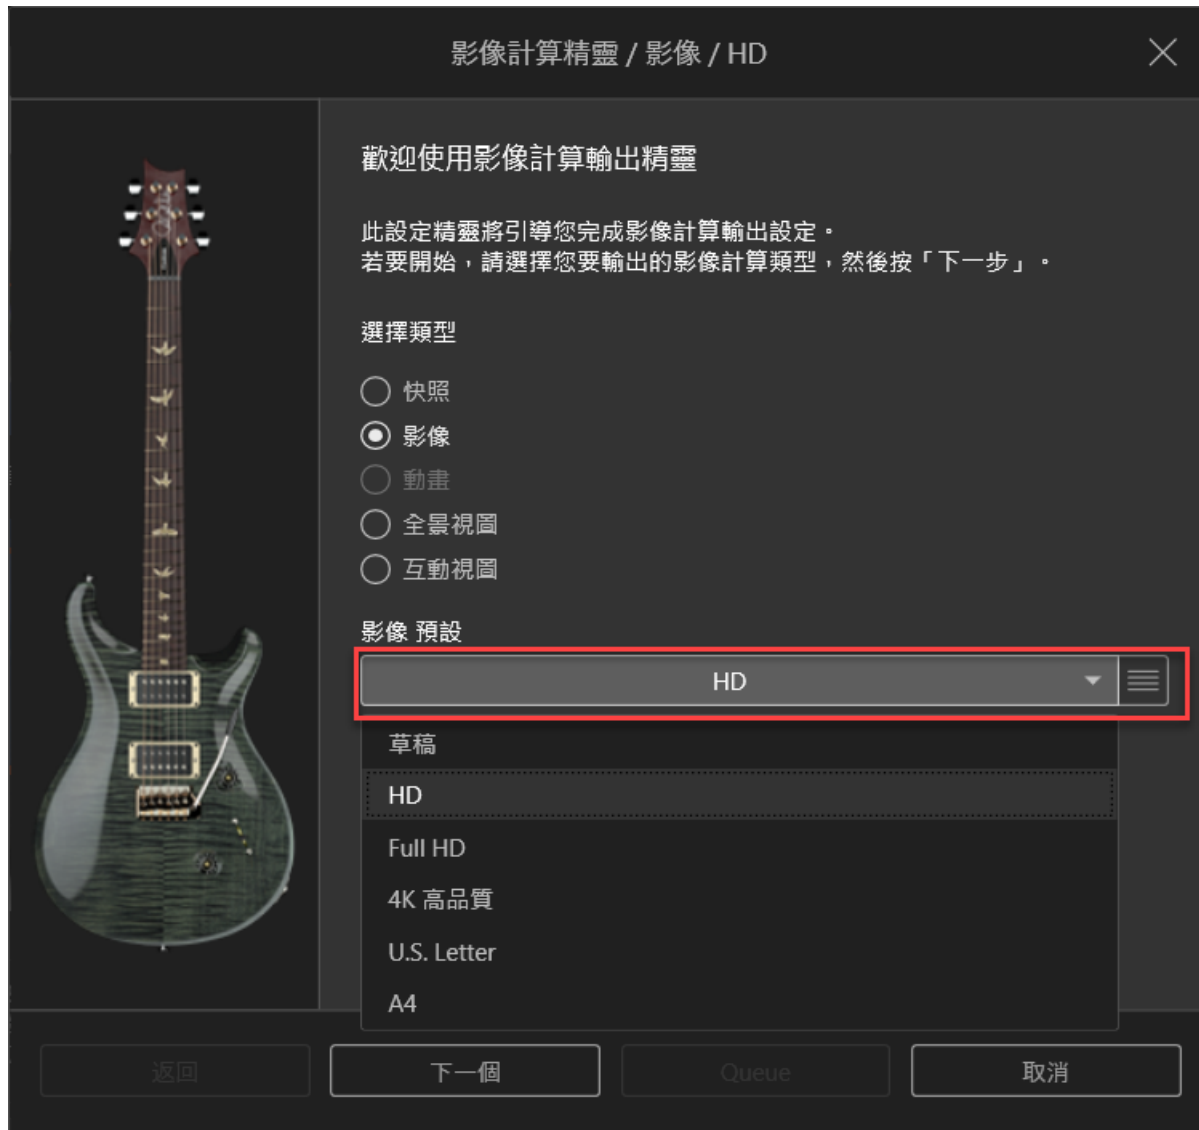 影像計算精靈 / 影像 / HD
歡迎使用影像計算輸出精靈
此設定精靈將引導您完成影像計算輸出設定。
若要開始，請選擇您要輸出的影像計算類型，然後按「下一步」。
選擇類型
快照
影像
動畫
全景視圖
互動視圖
影像 預設
HD
草稿
HD
Full HD
4K 高品質
U.S. Letter
A4
返回
下一個
Queue
取消